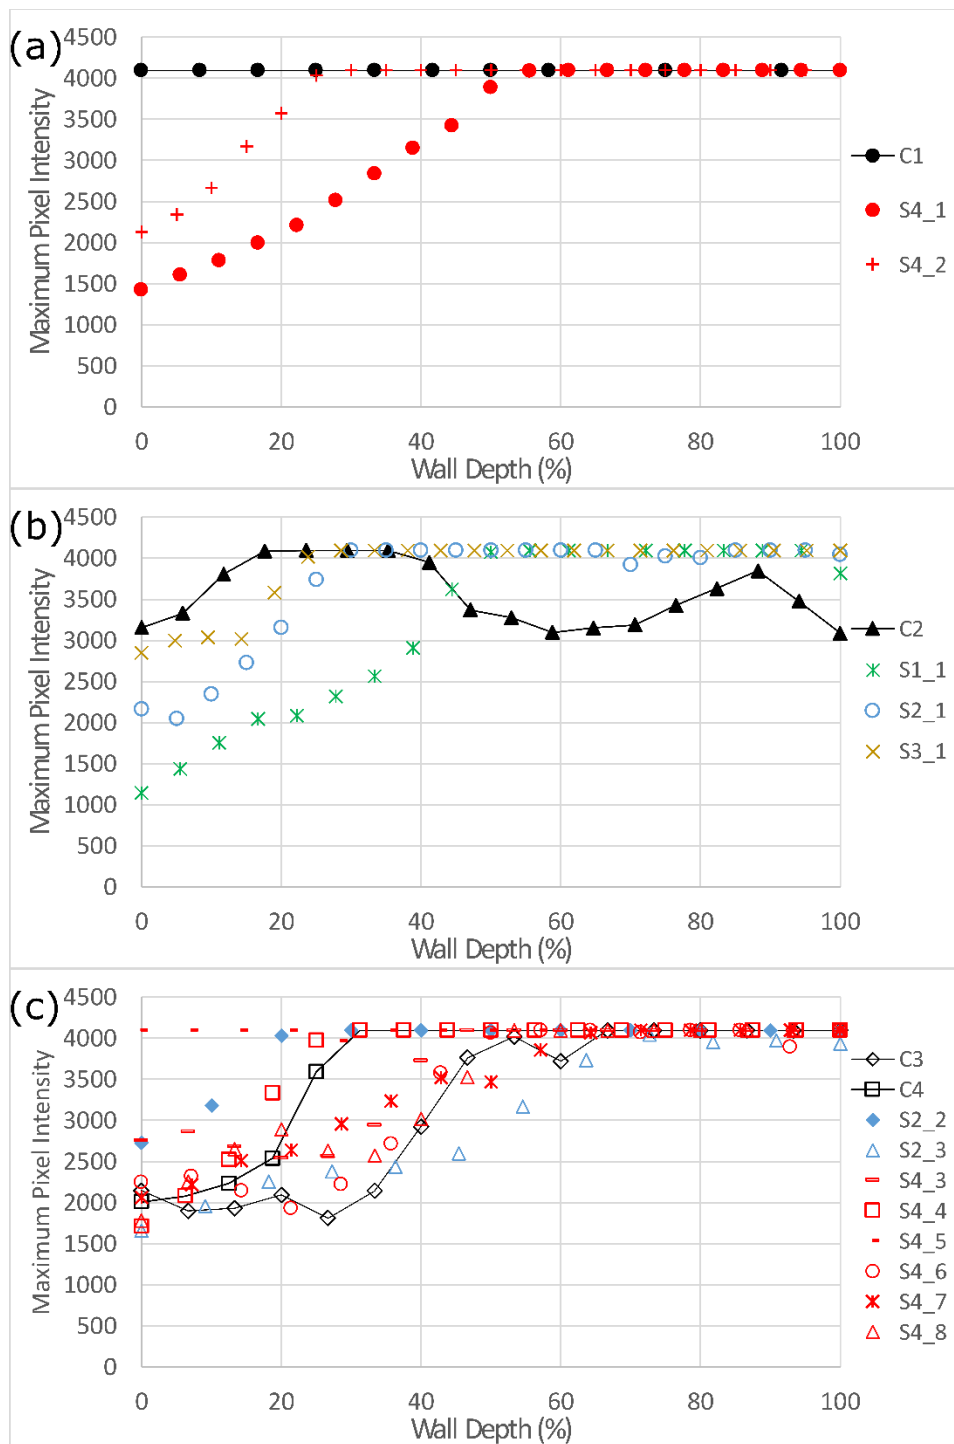 (a)
Maximum Pixel Intensity
4500
4000
3500
3000
2500
2000
1500
1000
500
0
0 20 40 60 80 100
Wall Depth (%)
C1
S4_1
S4_2
(b)
Maximum Pixel Intensity
4500
4000
3500
3000
2500
2000
1500
1000
500
0
0 20 40 60 80 100
Wall Depth (%)
C2
S1_1
S2_1
S3_1
(c)
Maximum Pixel Intensity
4500
4000
3500
3000
2500
2000
1500
1000
500
0
0 20 40 60 80 100
Wall Depth (%)
C3
C4
S2_2
S2_3
S4_3
S4_4
S4_5
S4_6
S4_7
S4_8